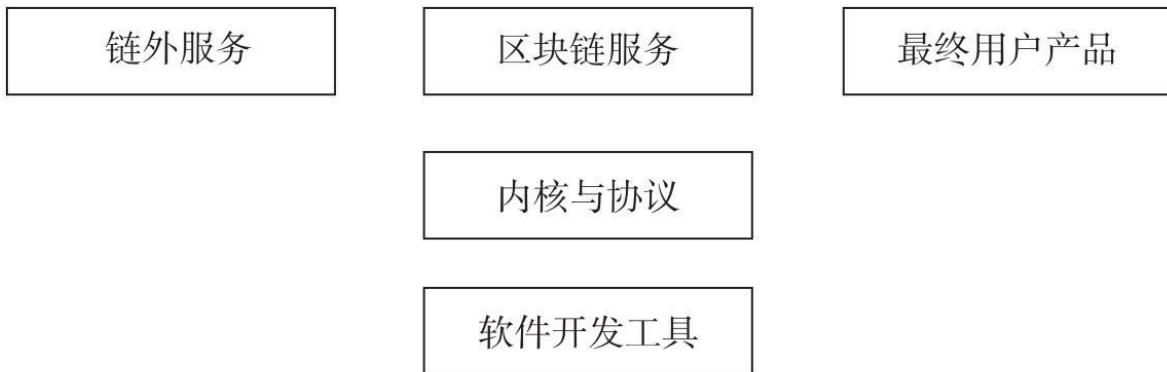 链外服务
区块链服务
最终用户产品
内核与协议
软件开发工具